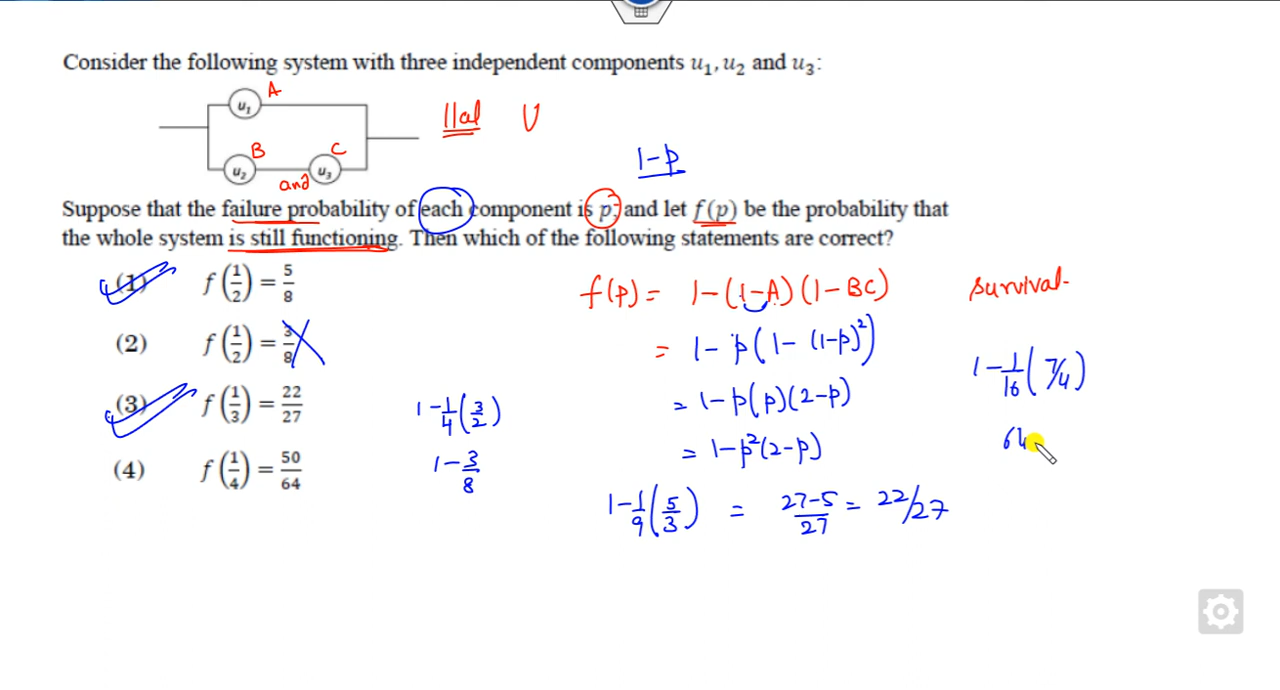 Consider the following system with three independent components u₁, u₂ and u₃:
u₁ A
||al U
B C
u₂ u₃
and
1-p
Suppose that the failure probability of each component is p; and let f(p) be the probability that
the whole system is still functioning. Then which of the following statements are correct?
(1) f(1/2) = 5/8
f(p) = 1-(1-A)(1-BC) survival-
(2) f(1/2) = 3/8
= 1-p(1-(1-p)²)
1-1/16(7/4)
(3) f(1/3) = 22/27
1-1/4(3/2)
= 1-p(p)(2-p)
64
(4) f(1/4) = 50/64
1-3/8
= 1-p²(2-p)
1-1/9(5/3) = 27-5/27 = 22/27